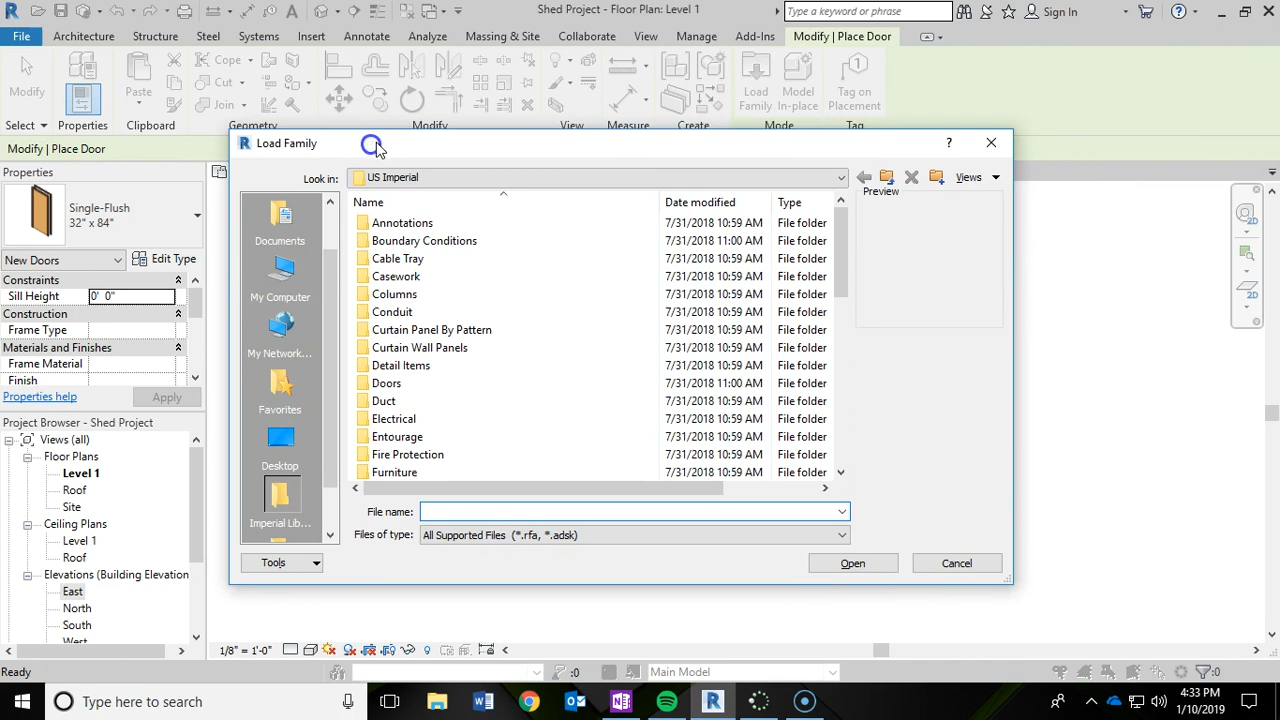 Shed Project - Floor Plan: Level 1
Type a keyword or phrase
Sign In
File Architecture Structure Steel Systems Insert Annotate Analyze Massing & Site Collaborate View Manage Add-Ins Modify | Place Door
Modify
Paste
Cope
Cut
Join
Load Family
Model In-place
Tag on Placement
Select Properties Clipboard Geometry Modify View Measure Create Mode Tag
Modify | Place Door
Properties
Single-Flush
32" x 84"
New Doors
Edit Type
Constraints
Sill Height 0' 0"
Construction
Frame Type
Materials and Finishes
Frame Material
Finish
Properties help
Apply
Project Browser - Shed Project
Views (all)
Floor Plans
Level 1
Roof
Site
Ceiling Plans
Level 1
Roof
Elevations (Building Elevation
East
North
South
West
Load Family
Look in: US Imperial
Views
Documents
My Computer
My Network...
Favorites
Desktop
Imperial Lib...
Name Date modified Type
Annotations 7/31/2018 10:59 AM File folder
Boundary Conditions 7/31/2018 11:00 AM File folder
Cable Tray 7/31/2018 10:59 AM File folder
Casework 7/31/2018 10:59 AM File folder
Columns 7/31/2018 10:59 AM File folder
Conduit 7/31/2018 10:59 AM File folder
Curtain Panel By Pattern 7/31/2018 10:59 AM File folder
Curtain Wall Panels 7/31/2018 10:59 AM File folder
Detail Items 7/31/2018 10:59 AM File folder
Doors 7/31/2018 11:00 AM File folder
Duct 7/31/2018 10:59 AM File folder
Electrical 7/31/2018 10:59 AM File folder
Entourage 7/31/2018 10:59 AM File folder
Fire Protection 7/31/2018 10:59 AM File folder
Furniture 7/31/2018 10:59 AM File folder
Preview
File name:
Files of type: All Supported Files (*.rfa, *.adsk)
Tools
Open
Cancel
2D
2D
1/8" = 1'-0"
Ready
:0
Main Model
:0
Type here to search
4:33 PM
1/10/2019